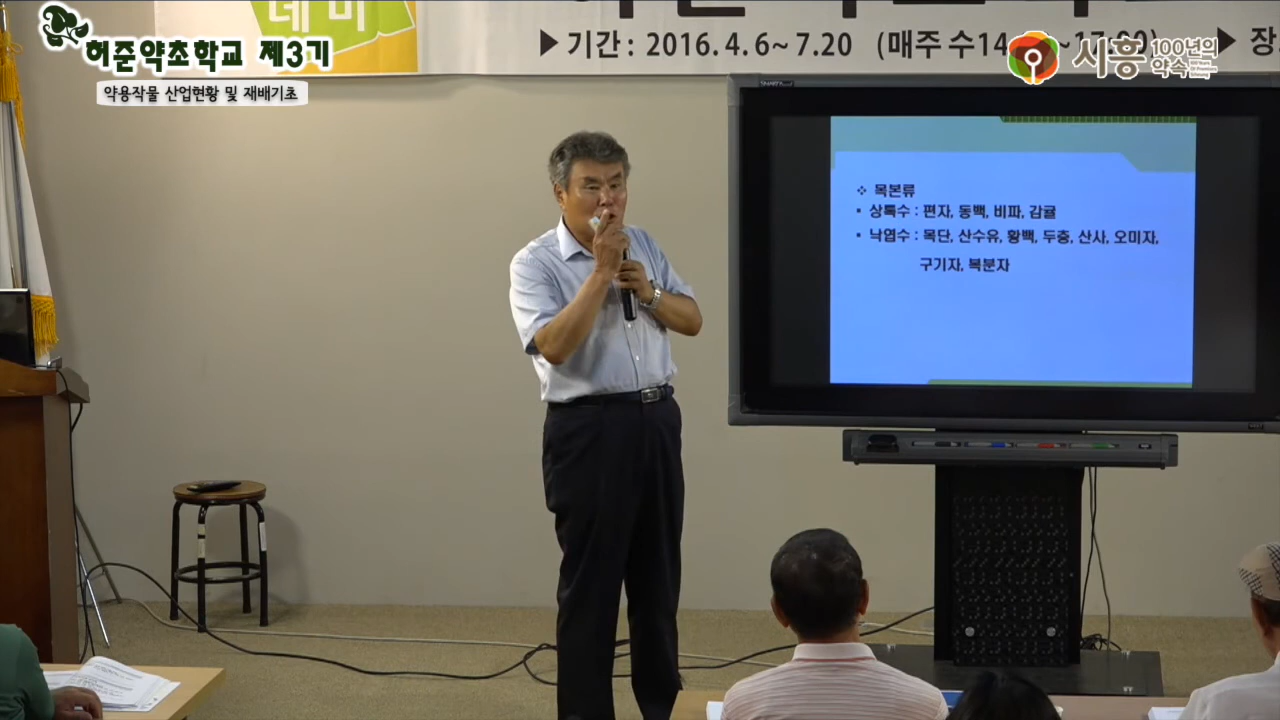 데미
허준약초학교 제3기
약용작물 산업현황 및 재배기초
▶기간 : 2016. 4. 6~ 7.20 (매주 수14
▶장
시흥 100년의 약속
❖ 목본류
▪ 상록수 : 편자, 동백, 비파, 감귤
▪ 낙엽수 : 목단, 산수유, 황백, 두충, 산사, 오미자,
구기자, 복분자